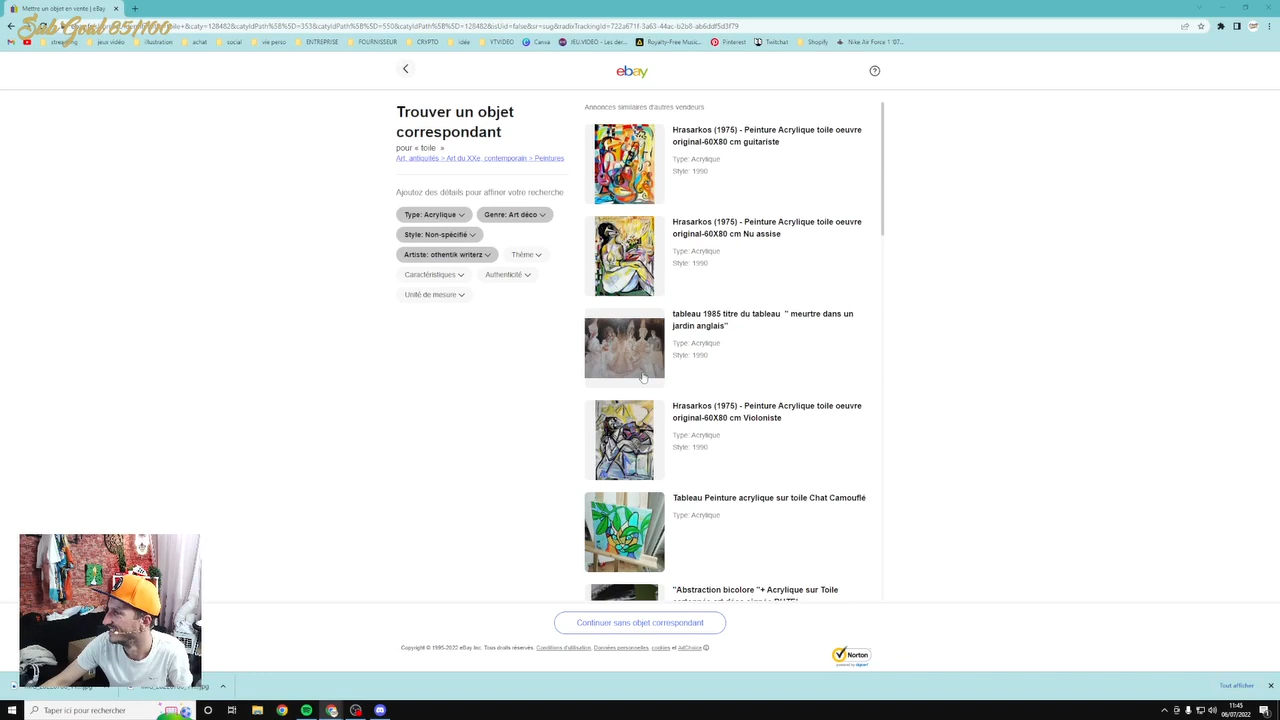 Mettre un objet en vente | eBay
Sub Goal 85/100
streaming
jeux vidéo
illustration
achat
social
vie perso
ENTREPRISE
FOURNISSEUR
CRYPTO
idée
YTVIDEO
Canva
JEU.VIDEO - Les der...
Royalty-Free Music...
Pinterest
Twitchat
Shopify
Nike Air Force 1 '07...
ebay
Trouver un objet
correspondant
pour « toile »
Art, antiquités > Art du XXe, contemporain > Peintures
Ajoutez des détails pour affiner votre recherche
Type: Acrylique
Genre: Art déco
Style: Non-spécifié
Artiste: othentik writerz
Thème
Caractéristiques
Authenticité
Unité de mesure
Annonces similaires d'autres vendeurs
Hrasarkos (1975) - Peinture Acrylique toile oeuvre
original-60X80 cm guitariste
Type: Acrylique
Style: 1990
Hrasarkos (1975) - Peinture Acrylique toile oeuvre
original-60X80 cm Nu assise
Type: Acrylique
Style: 1990
tableau 1985 titre du tableau " meurtre dans un
jardin anglais"
Type: Acrylique
Style: 1990
Hrasarkos (1975) - Peinture Acrylique toile oeuvre
original-60X80 cm Violoniste
Type: Acrylique
Style: 1990
Tableau Peinture acrylique sur toile Chat Camouflé
Type: Acrylique
"Abstraction bicolore "+ Acrylique sur Toile
Continuer sans objet correspondant
Copyright © 1995-2022 eBay Inc. Tous droits réservés. Conditions d'utilisation, Données personnelles, cookies et AdChoice
Norton
powered by digicert
Tout afficher
Taper ici pour rechercher
11:45
06/07/2022